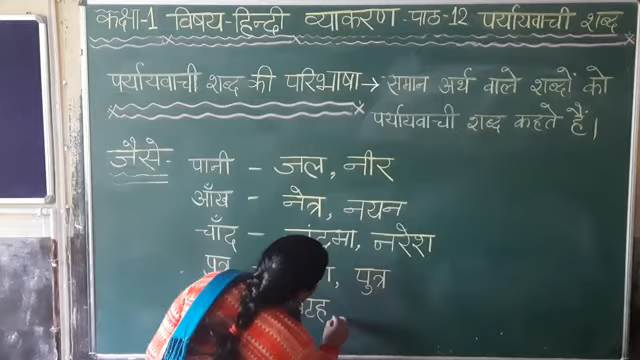 कक्षा-1 विषय-हिन्दी व्याकरण पाठ-12 पर्यायवाची शब्द
पर्यायवाची शब्द की परिभाषा → समान अर्थ वाले शब्दों को
पर्यायवाची शब्द कहते हैं।
जैसे-
पानी - जल, नीर
आँख - नेत्र, नयन
चाँद - चंद्रमा, नरेश
पुत्र , पुत्र